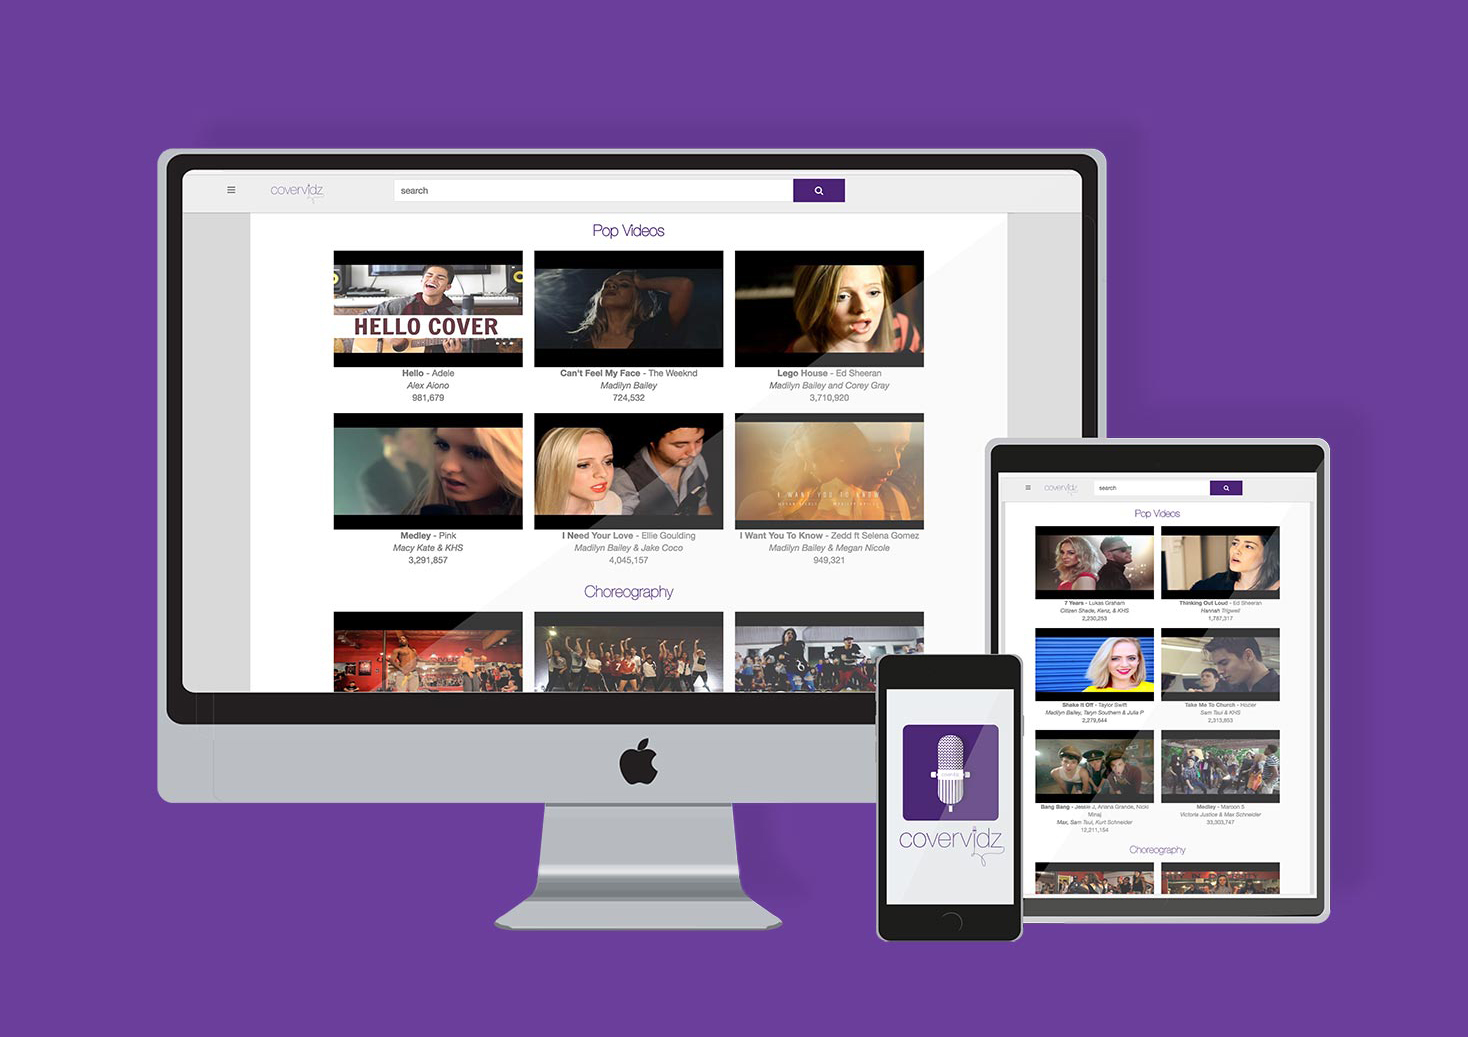 covervidz
search
Pop Videos
HELLO COVER
Hello - Adele
Alex Aiono
981,679
Can't Feel My Face - The Weeknd
Madilyn Bailey
724,532
Lego House - Ed Sheeran
Madilyn Bailey and Corey Gray
3,710,920
Medley - Pink
Macy Kate & KHS
3,291,857
I Need Your Love - Ellie Goulding
Madilyn Bailey & Jake Coco
4,045,157
I WANT YOU TO KNOW
I Want You To Know - Zedd ft Selena Gomez
Madilyn Bailey & Megan Nicole
949,321
Choreography
covervidz
search
Pop Videos
7 Years - Lukas Graham
Citizen Shade, Kenz, & KHS
2,230,253
Thinking Out Loud - Ed Sheeran
Hannah Trigwell
1,787,317
Shake It Off - Taylor Swift
Madilyn Bailey, Taryn Southern & Julia P
2,279,644
Take Me To Church - Hozier
Sam Tsui & KHS
2,313,853
Bang Bang - Jessie J, Ariana Grande, Nicki
Minaj
Max, Sam Tsui, Kurt Schneider
12,211,154
Medley - Maroon 5
Victoria Justice & Max Schneider
33,303,747
Choreography
covervidz